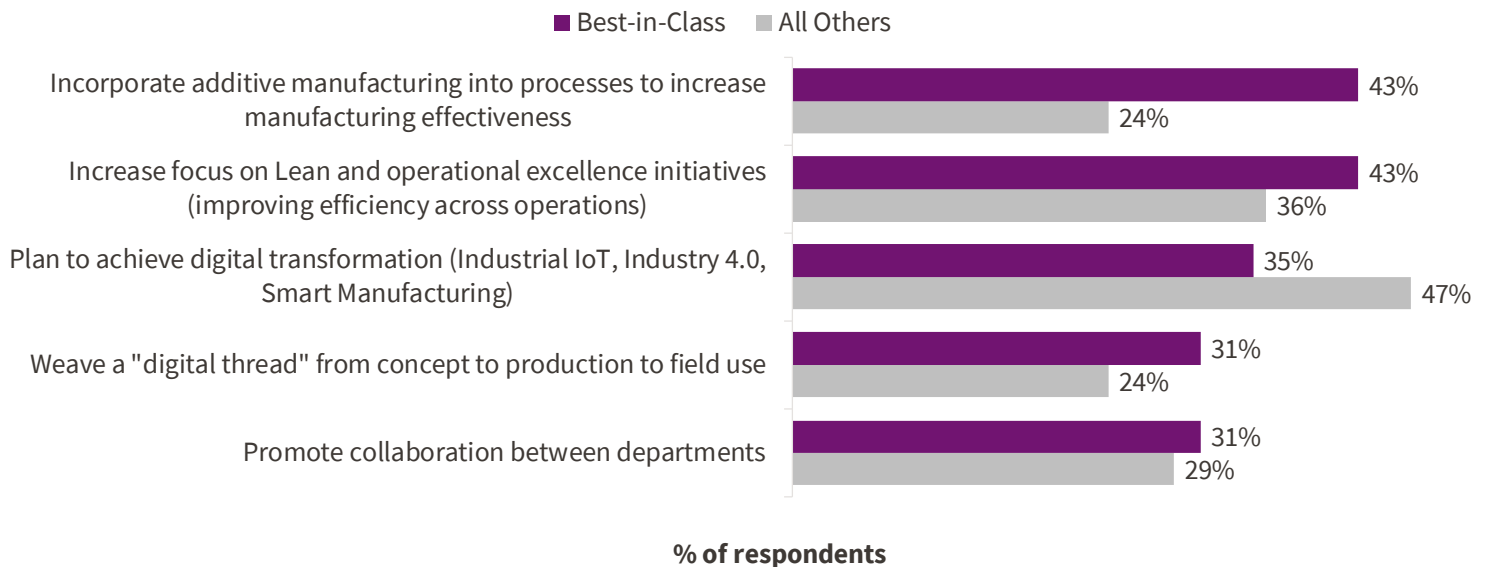 Best-in-Class All Others
Incorporate additive manufacturing into processes to increase
manufacturing effectiveness
43%
24%
Increase focus on Lean and operational excellence initiatives
(improving efficiency across operations)
43%
36%
Plan to achieve digital transformation (Industrial IoT, Industry 4.0,
Smart Manufacturing)
35%
47%
Weave a "digital thread" from concept to production to field use
31%
24%
Promote collaboration between departments
31%
29%
% of respondents